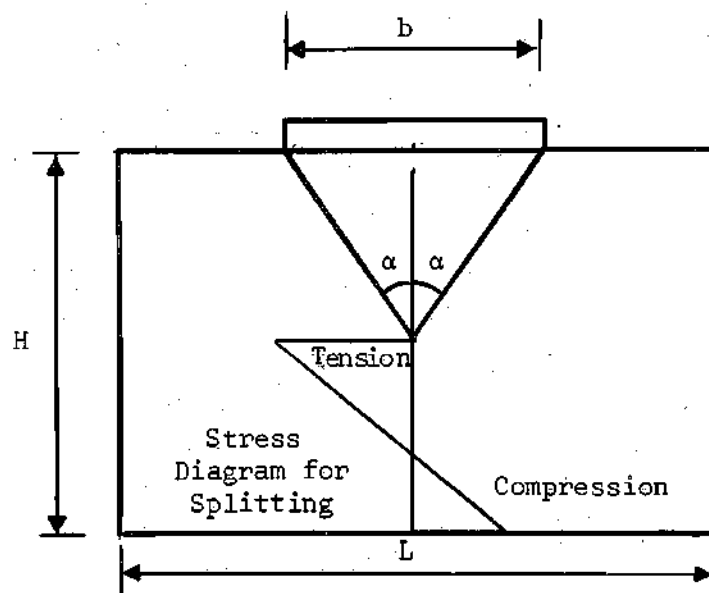 b
α α
H
Tension
Stress
Diagram for
Splitting
Compression
L